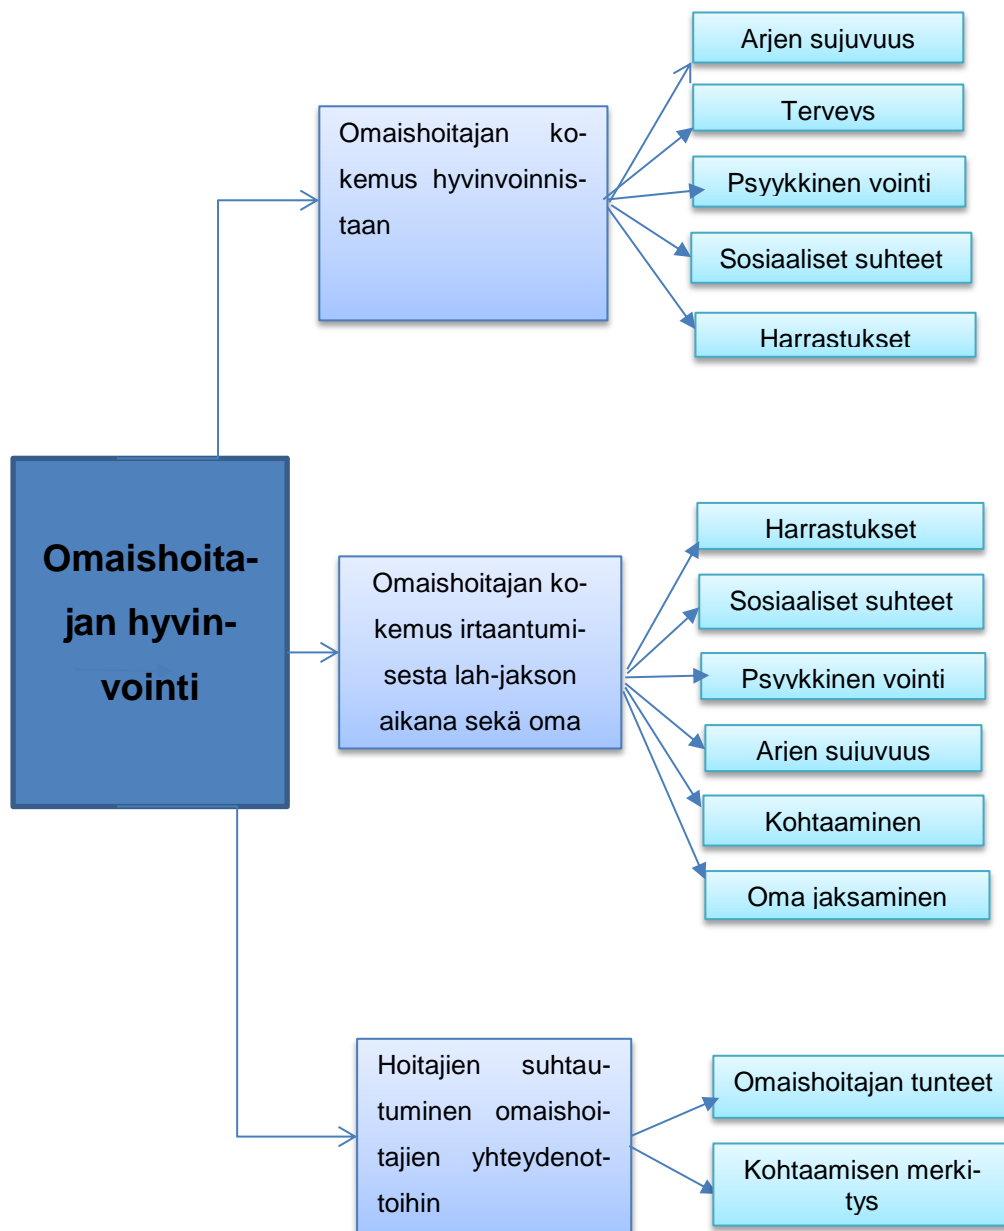 Arjen sujuvuus
Terveys
Omaishoitajan ko-
kemus hyvinvoinnis-
taan
Psyykkinen vointi
Sosiaaliset suhteet
Harrastukset
Omaishoita-
jan hyvin-
vointi
Omaishoitajan ko-
kemus irtaantumi-
sesta lah-jakson
aikana sekä oma
Harrastukset
Sosiaaliset suhteet
Psyykkinen vointi
Arjen sujuvuus
Kohtaaminen
Oma jaksaminen
Hoitajien suhtau-
tuminen omaishoi-
tajien yhteydenot-
toihin
Omaishoitajan tunteet
Kohtaamisen merki-
tys